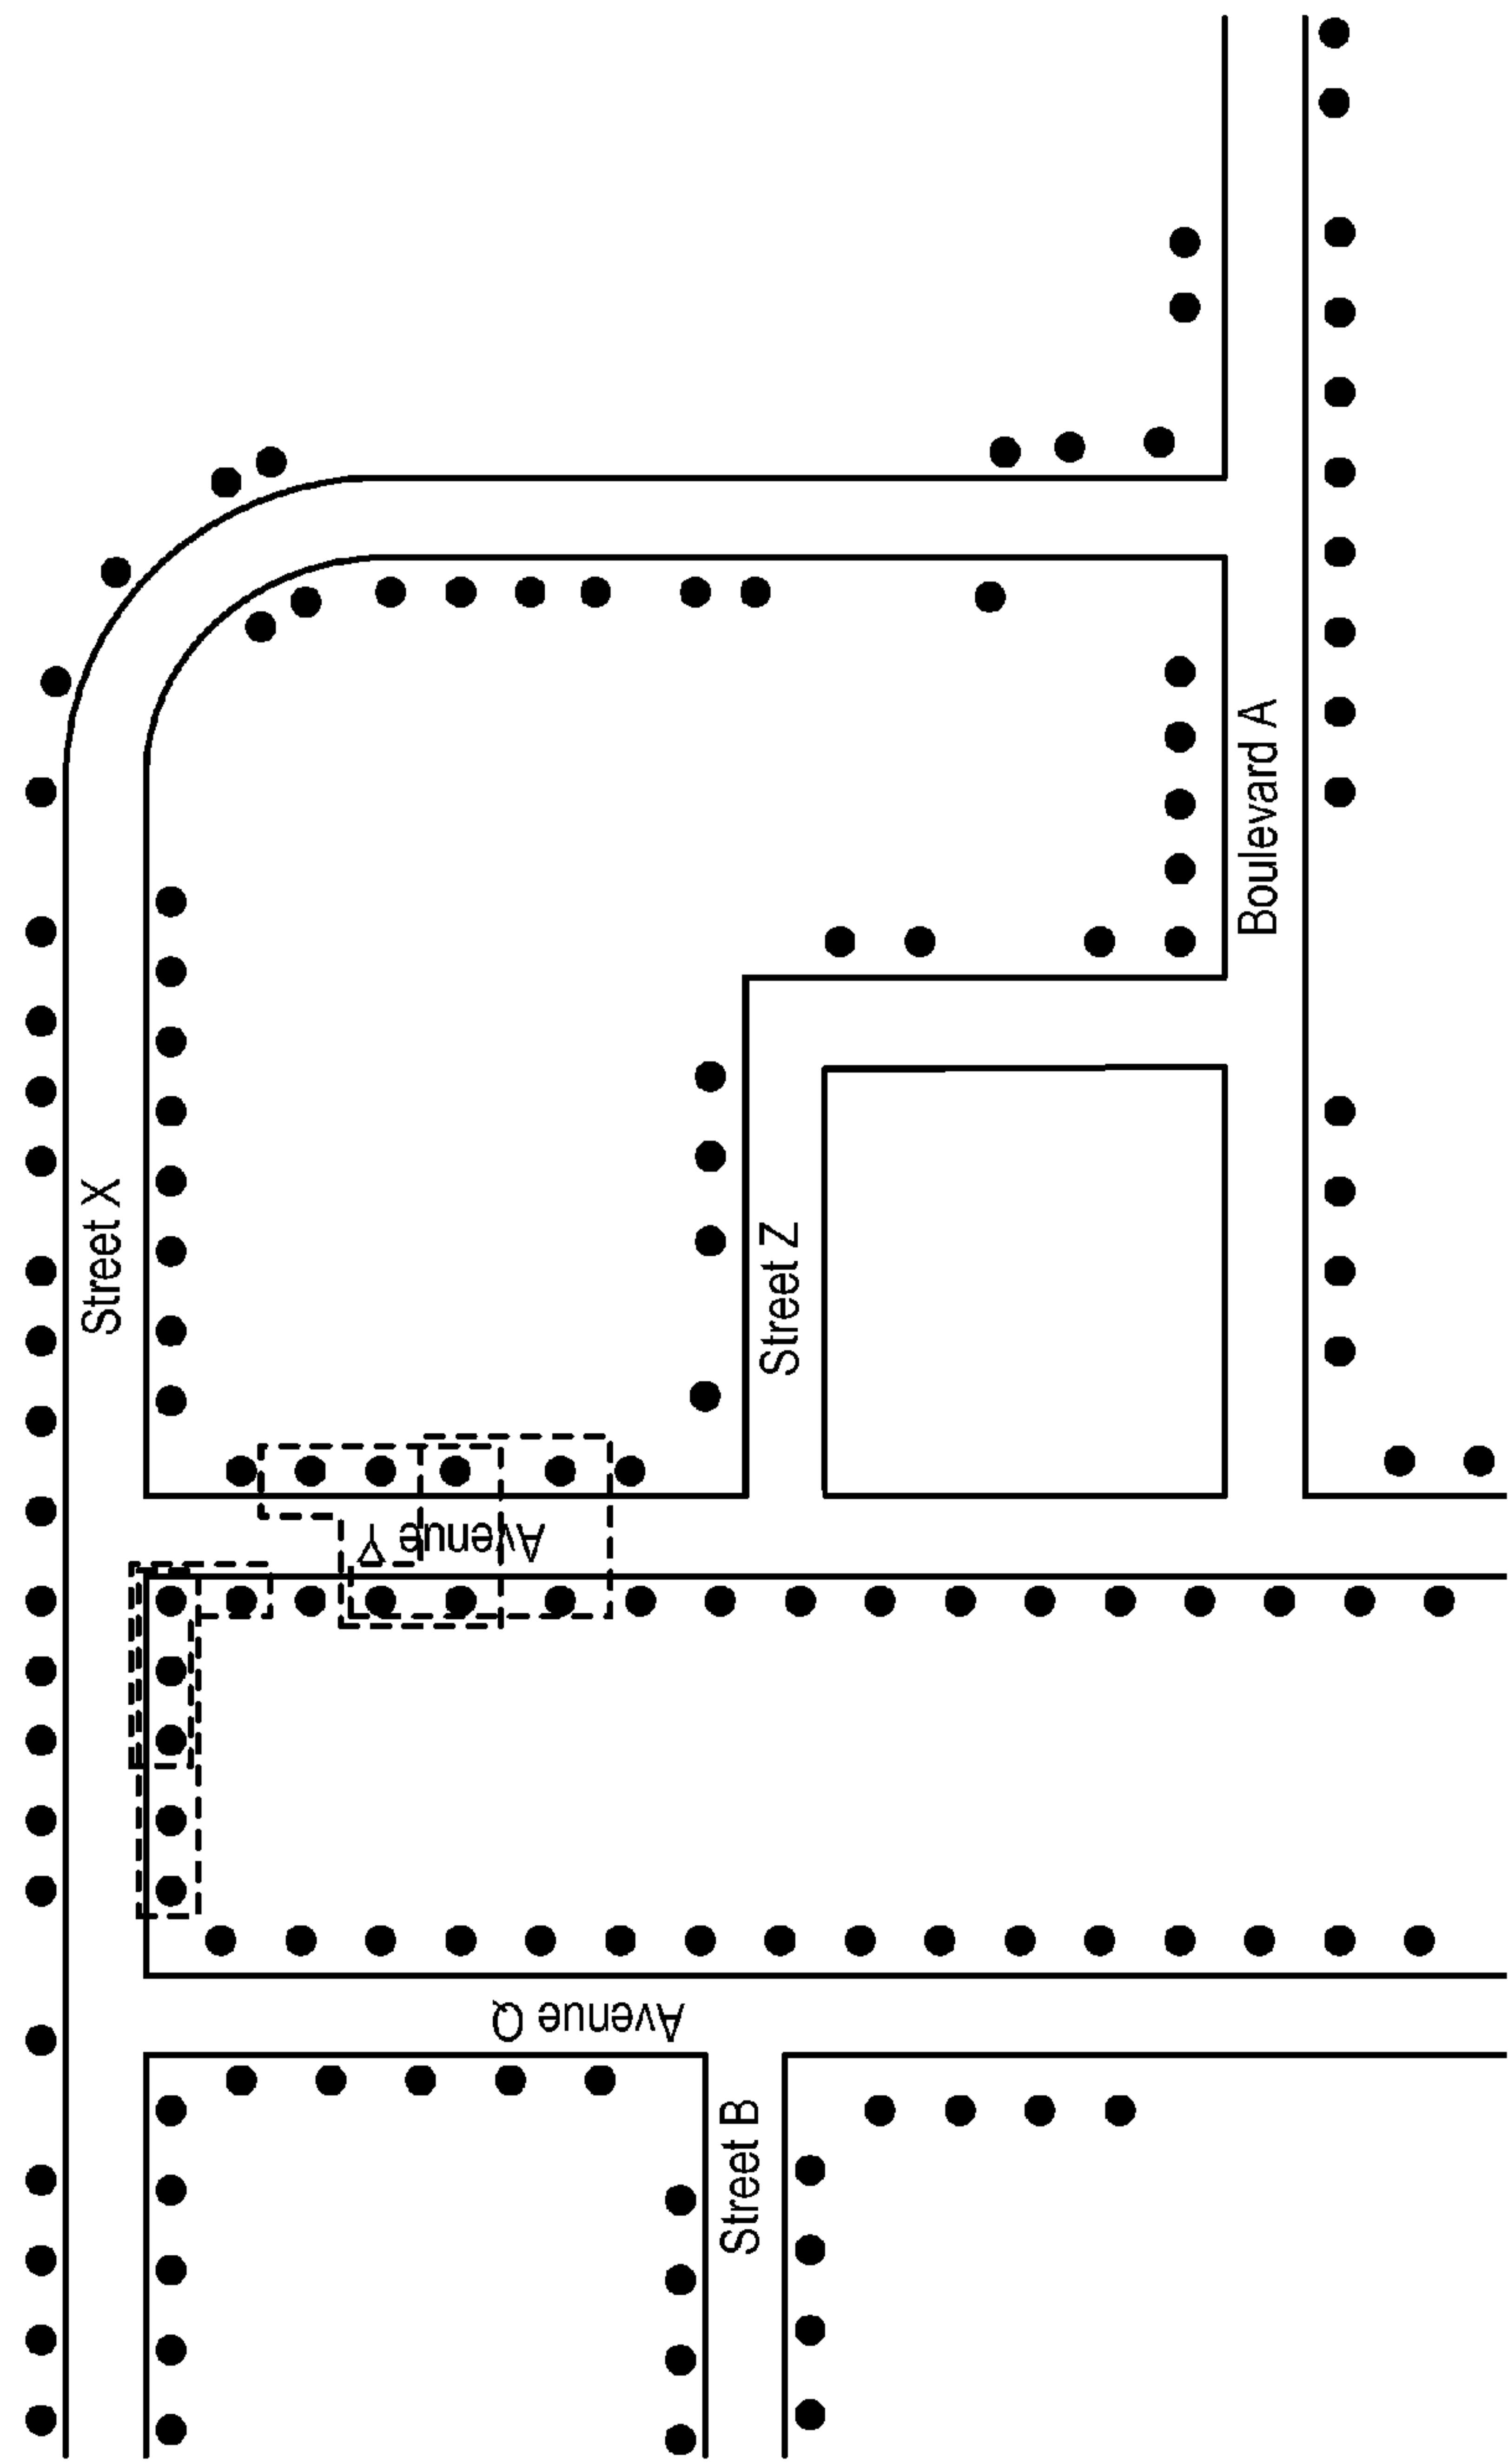 Boulevard A
Street X
Street Z
Avenue Y
Avenue Q
Street B